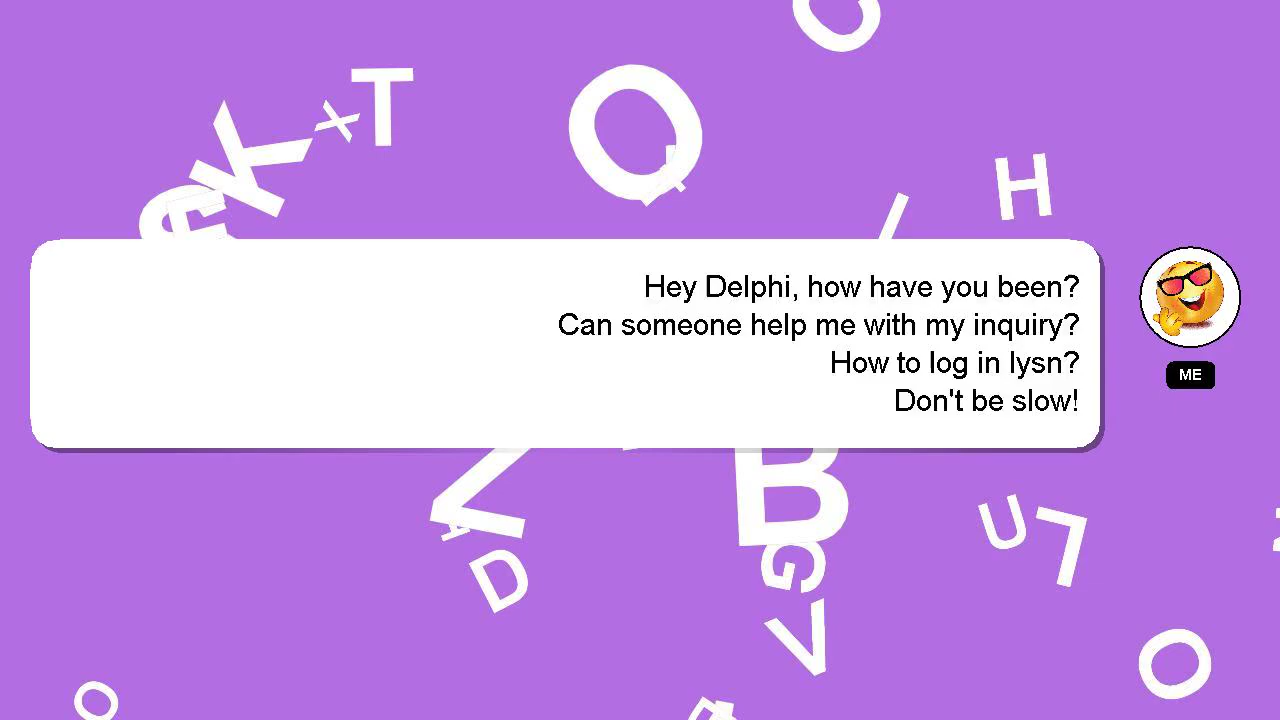 Hey Delphi, how have you been?
Can someone help me with my inquiry?
How to log in lysn?
Don't be slow!
ME